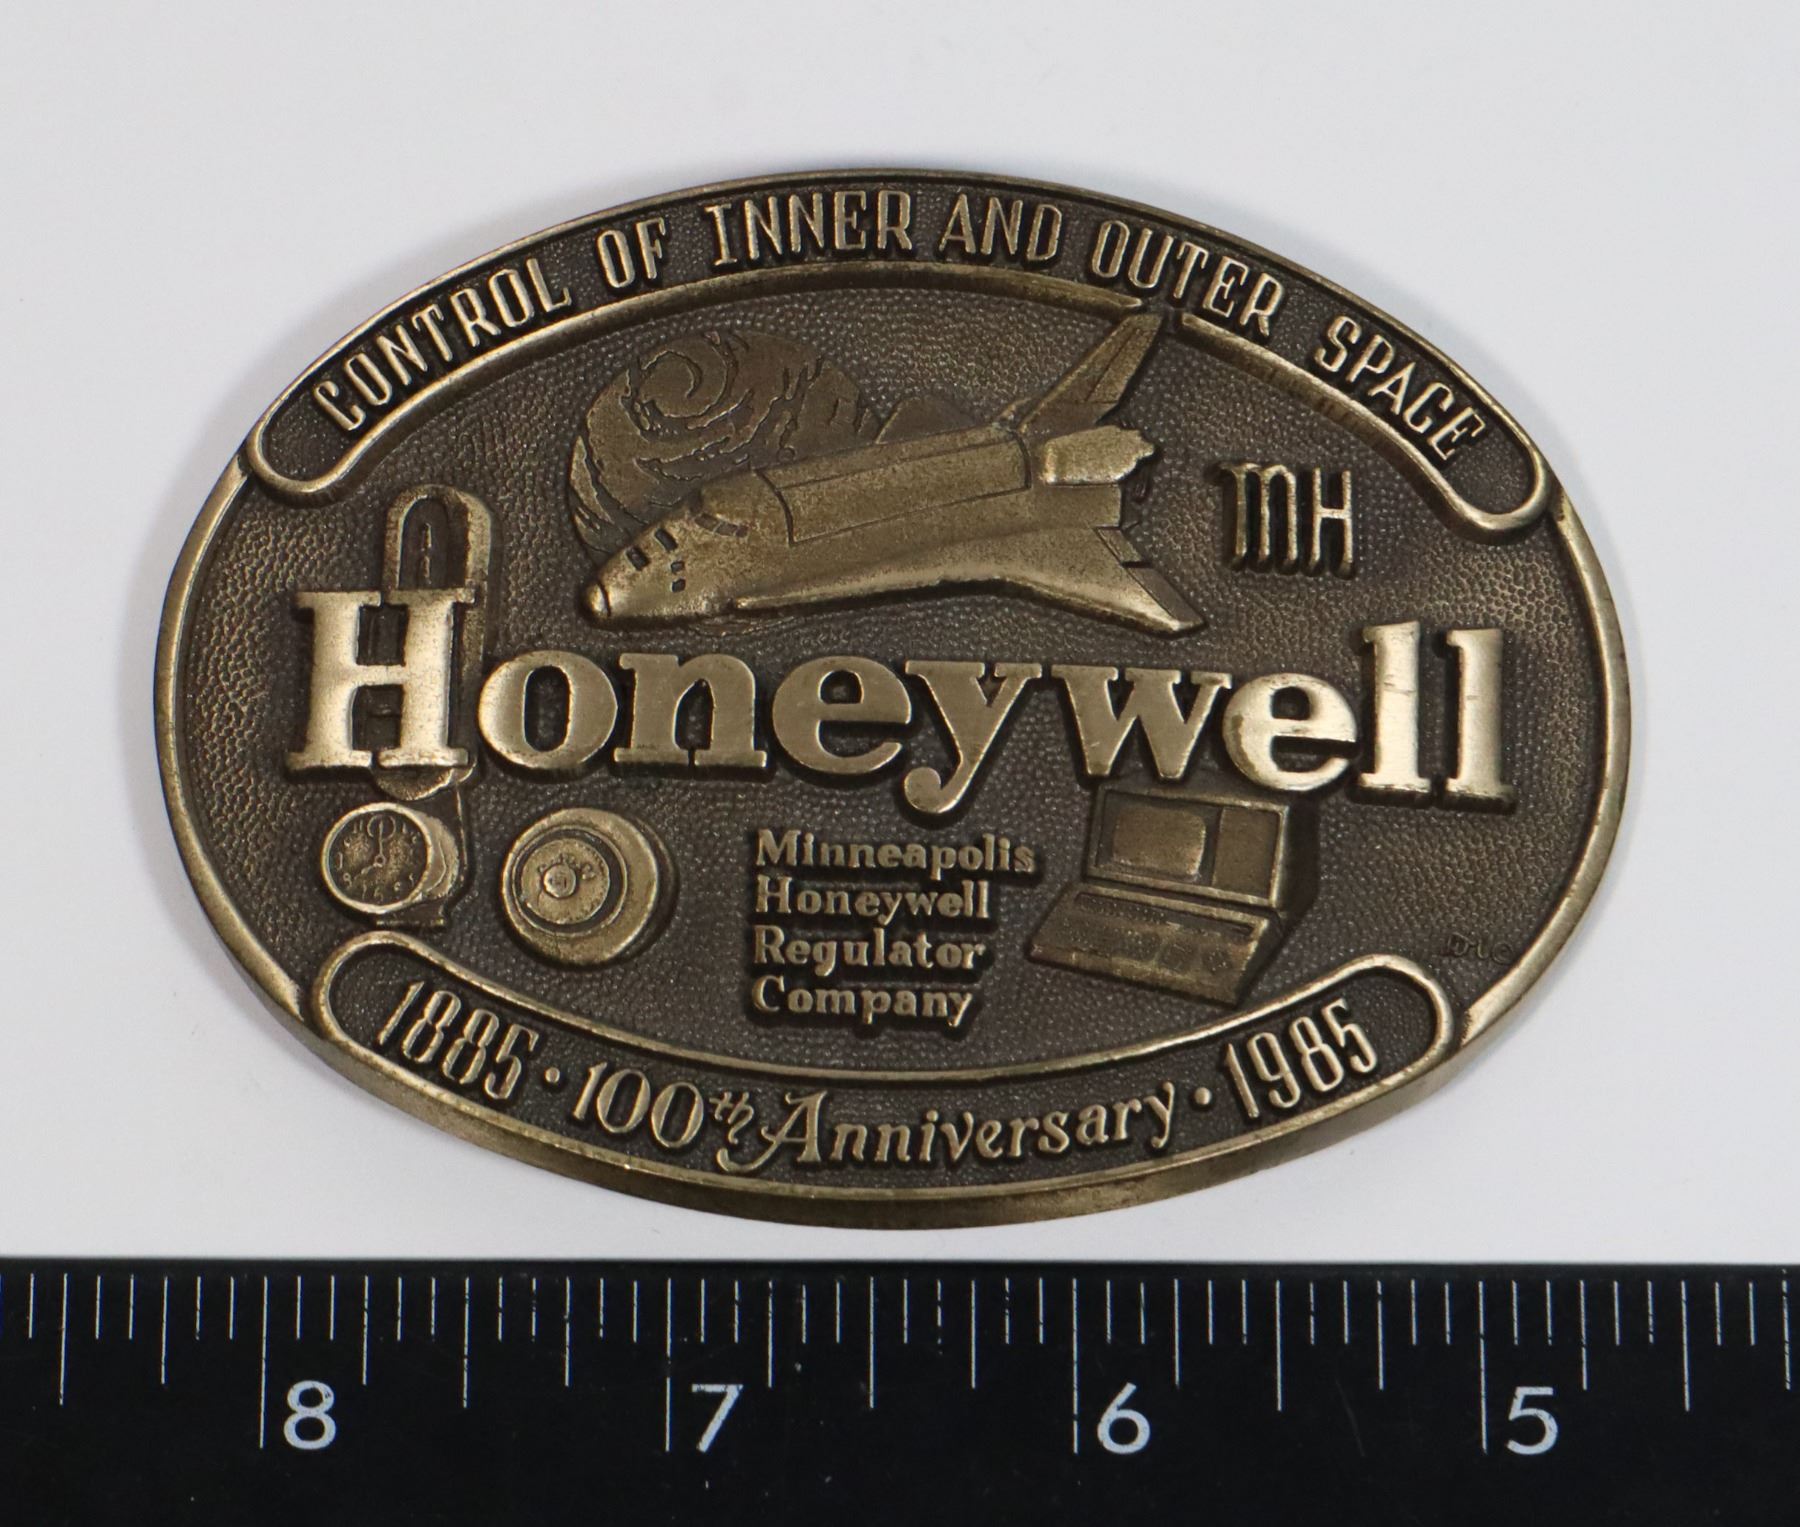 CONTROL OF INNER AND OUTER SPACE
MH
Honeywell
Minneapolis
Honeywell
Regulator
Company
1885 • 100th Anniversary • 1985
8 7 6 5